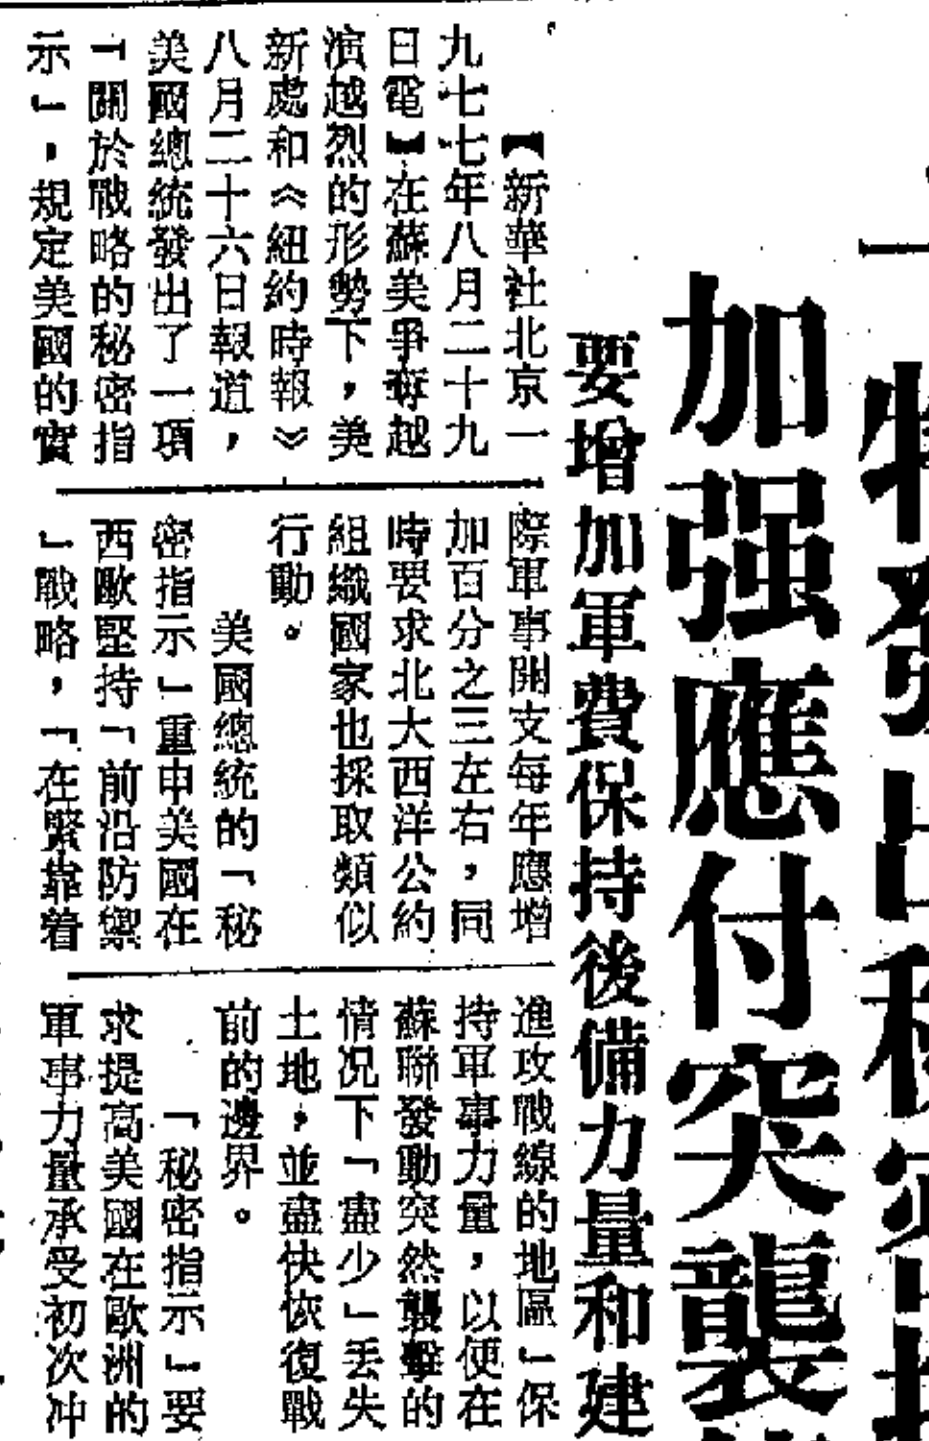 加强應付突襲
要增加軍費保持後備力量和建
【新華社北京一
九七七年八月二十九
日電】在蘇美爭奪越
演越烈的形勢下，美
新處和《紐約時報》
八月二十六日報道，
美國總統發出了一項
「關於戰略的秘密指
示」，規定美國的實
際軍事開支每年應增
加百分之三左右，同
時要求北大西洋公約
組織國家也採取類似
行動。
美國總統的「秘
密指示」重申美國在
西歐堅持「前沿防禦
」戰略，「在緊靠着
進攻戰線的地區」保
持軍事力量，以便在
蘇聯發動突然襲擊的
情况下「盡少」丟失
土地，並盡快恢復戰
前的邊界。
「秘密指示」要
求提高美國在歐洲的
軍事力量承受初次冲